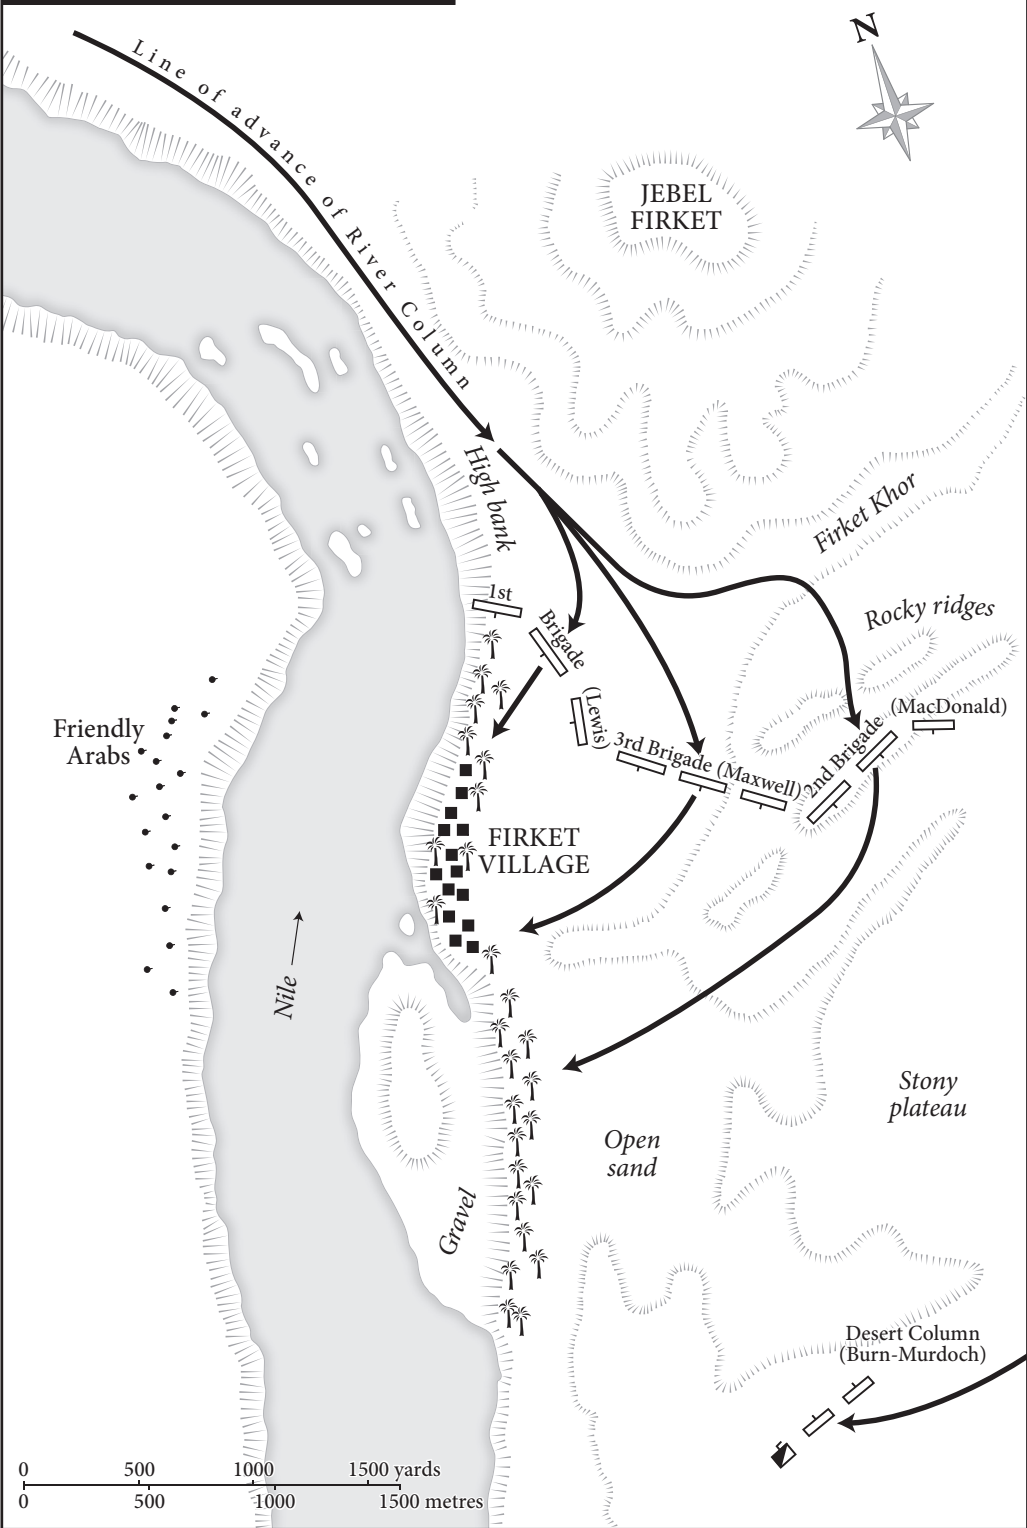 N
Line of advance of River Column
JEBEL
FIRKET
High bank
Firket Khor
1st
Brigade
(Lewis)
Rocky ridges
(MacDonald)
2nd Brigade
3rd Brigade (Maxwell)
Friendly
Arabs
FIRKET
VILLAGE
Nile
Stony
plateau
Open
sand
Gravel
Desert Column
(Burn-Murdoch)
0 500 1000 1500 yards
0 500 1000 1500 metres